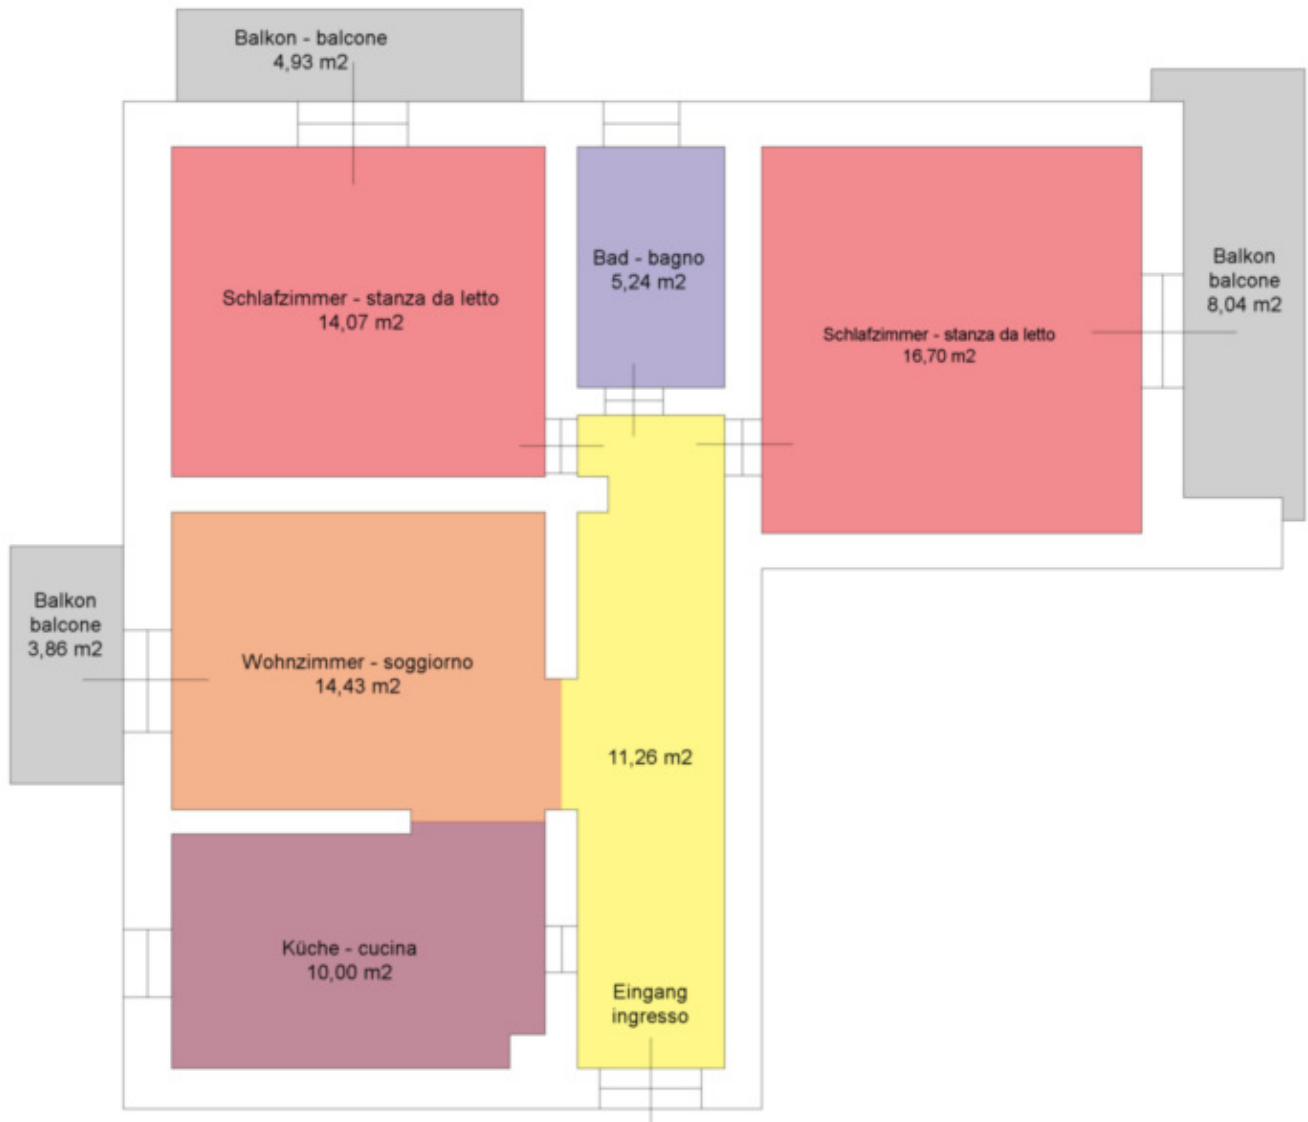 Balkon - balcone
4,93 m2
Schlafzimmer - stanza da letto
14,07 m2
Bad - bagno
5,24 m2
Schlafzimmer - stanza da letto
16,70 m2
Balkon
balcone
8,04 m2
Balkon
balcone
3,86 m2
Wohnzimmer - soggiorno
14,43 m2
11,26 m2
Küche - cucina
10,00 m2
Eingang
ingresso